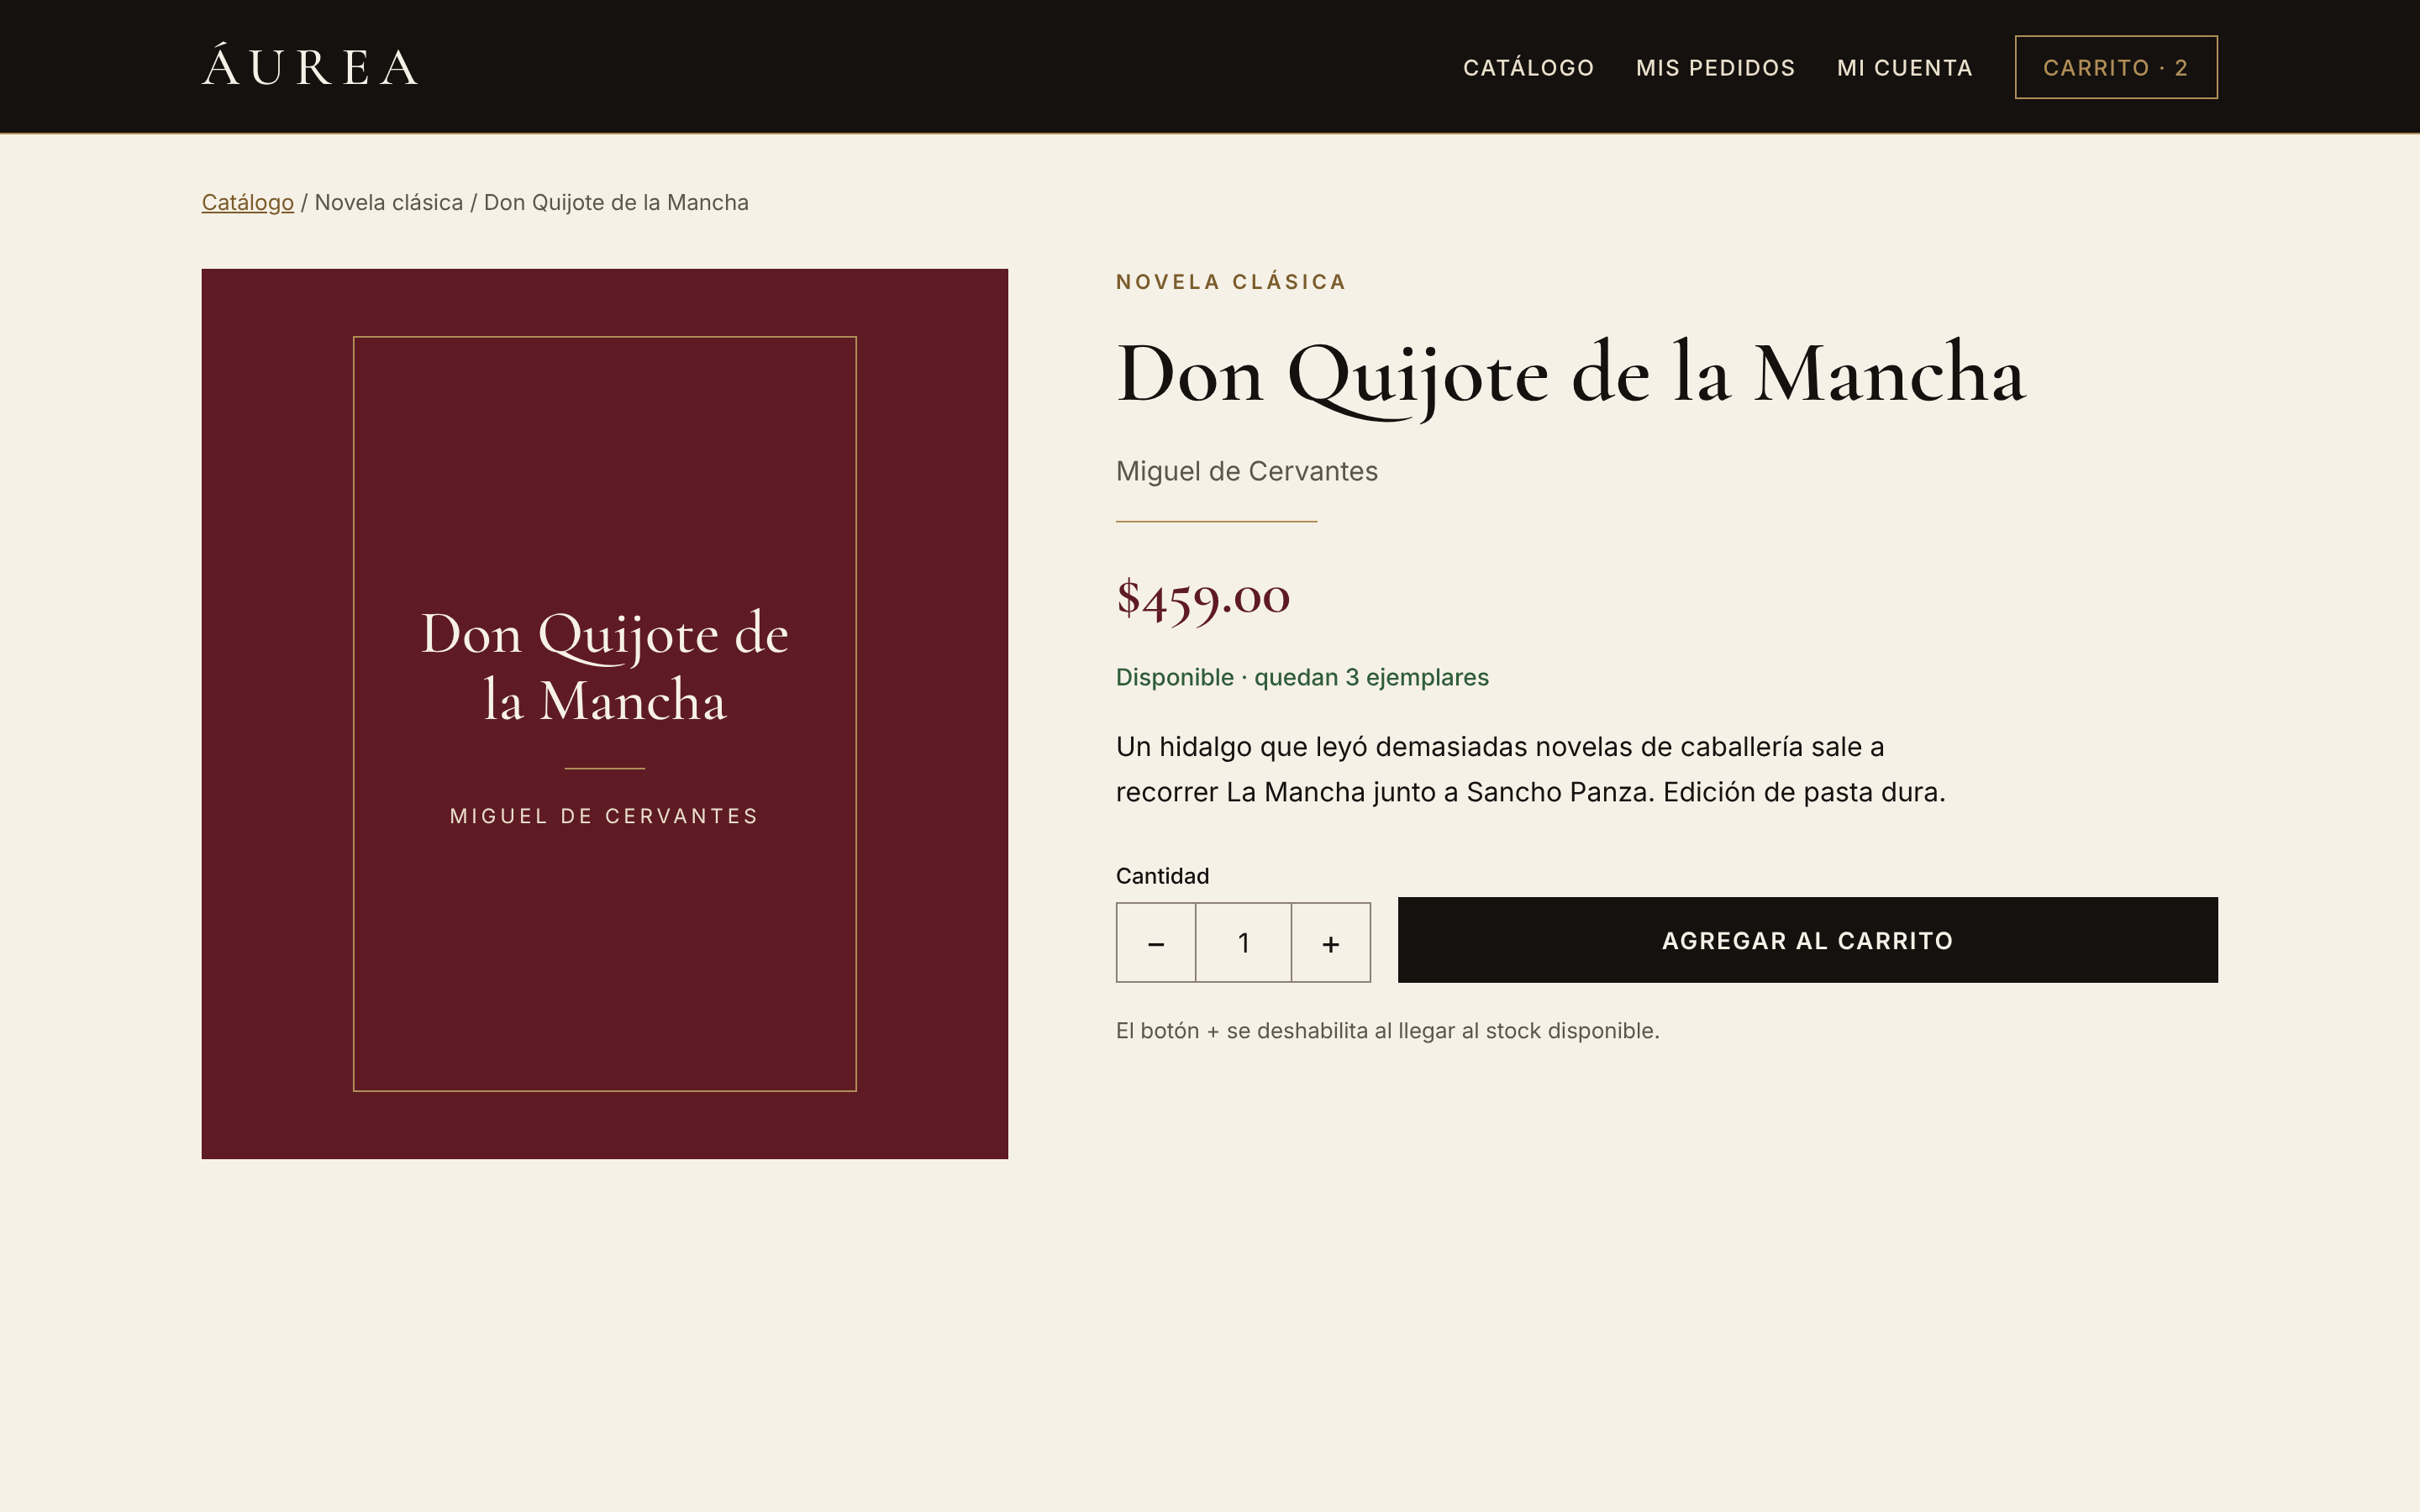 ÁUREA
CATÁLOGO MIS PEDIDOS MI CUENTA CARRITO · 2
Catálogo / Novela clásica / Don Quijote de la Mancha
Don Quijote de
la Mancha
MIGUEL DE CERVANTES
NOVELA CLÁSICA
Don Quijote de la Mancha
Miguel de Cervantes
$459.00
Disponible · quedan 3 ejemplares
Un hidalgo que leyó demasiadas novelas de caballería sale a
recorrer La Mancha junto a Sancho Panza. Edición de pasta dura.
Cantidad
− 1 +
AGREGAR AL CARRITO
El botón + se deshabilita al llegar al stock disponible.